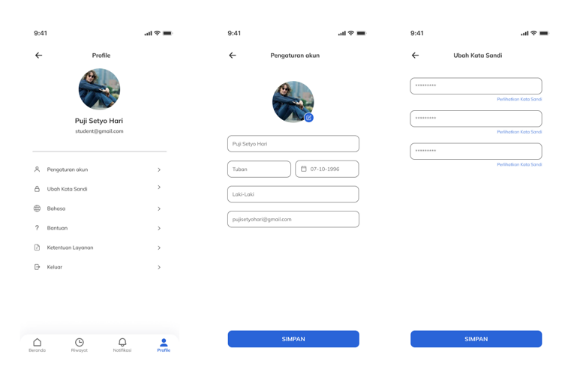 9:41
Profile
Puji Setyo Hari
student@gmail.com
Pengaturan akun
Ubah Kata Sandi
Bahasa
Bantuan
Ketentuan Layanan
Keluar
Beranda
Riwayat
Notifikasi
Profile
9:41
Pengaturan akun
Puji Setyo Hari
Tuban
07-10-1996
Laki-Laki
pujisetyohari@gmail.com
SIMPAN
9:41
Ubah Kata Sandi
*********
Perlihatkan Kata Sandi
*********
Perlihatkan Kata Sandi
*********
Perlihatkan Kata Sandi
SIMPAN